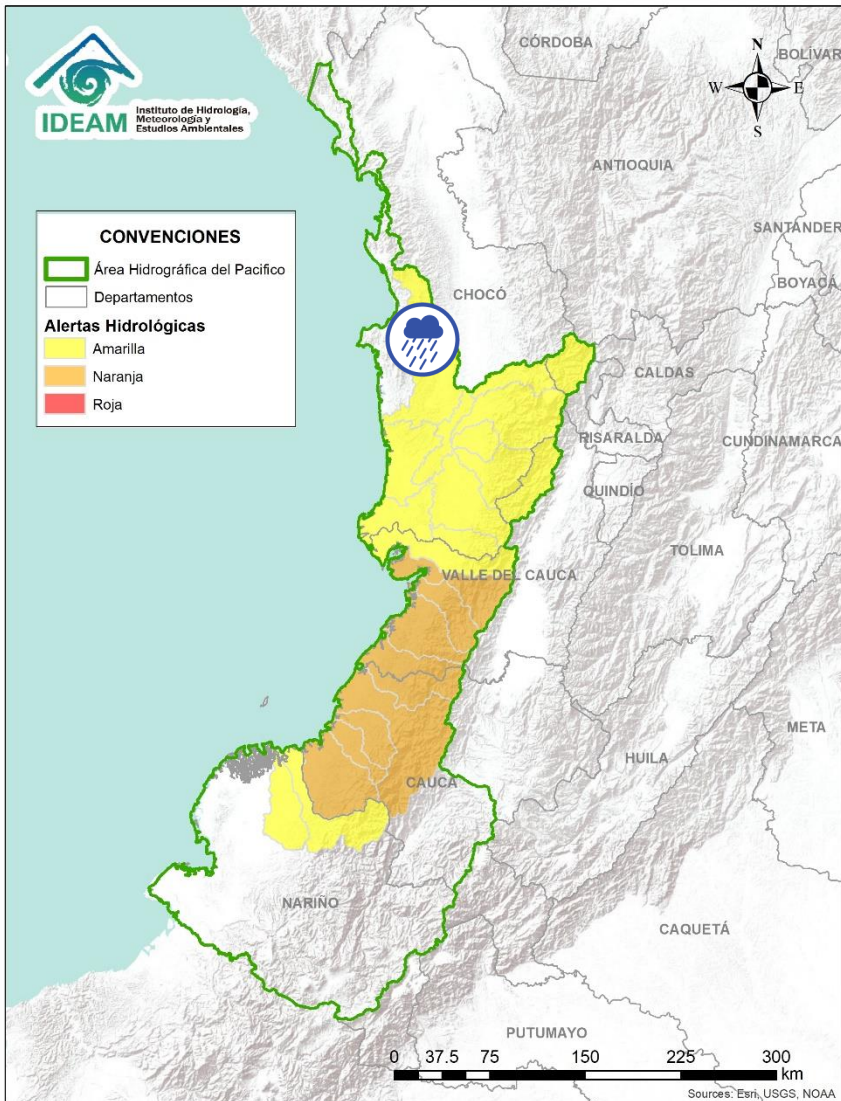 IDEAM
Instituto de Hidrología,
Meteorología y
Estudios Ambientales
CONVENCIONES
Área Hidrográfica del Pacifico
Departamentos
Alertas Hidrológicas
Amarilla
Naranja
Roja
N
W
E
S
CÓRDOBA
BOLÍVAR
ANTIOQUIA
SANTANDER
BOYACÁ
CHOCÓ
CALDAS
RISARALDA
CUNDINAMARCA
QUINDÍO
TOLIMA
VALLE DEL CAUCA
META
HUILA
CAUCA
NARIÑO
CAQUETÁ
PUTUMAYO
0 37.5 75 150 225 300
km
Sources: Esri, USGS, NOAA